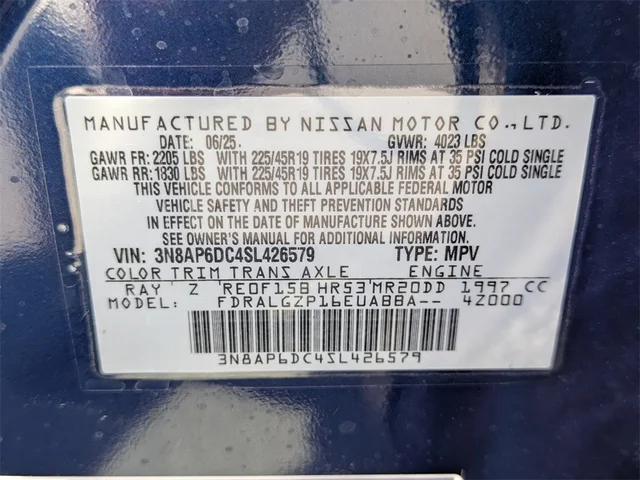 MANUFACTURED BY NISSAN MOTOR CO.,LTD.
DATE: 06/25. GVWR: 4023 LBS
GAWR FR: 2205 LBS WITH 225/45R19 TIRES 19X7.5J RIMS AT 35 PSI COLD SINGLE
GAWR RR: 1830 LBS WITH 225/45R19 TIRES 19X7.5J RIMS AT 35 PSI COLD SINGLE
THIS VEHICLE CONFORMS TO ALL APPLICABLE FEDERAL MOTOR
VEHICLE SAFETY AND THEFT PREVENTION STANDARDS
IN EFFECT ON THE DATE OF MANUFACTURE SHOWN ABOVE.
SEE OWNER'S MANUAL FOR ADDITIONAL INFORMATION
VIN: 3N8AP6DC4SL426579 TYPE: MPV
COLOR TRIM TRANS AXLE ENGINE
RAY Z RE0F15B HR53 MR20DD 1997 CC
MODEL: FDRALGZP16EUABBA-- 4Z000
3N8AP6DC4SL426579